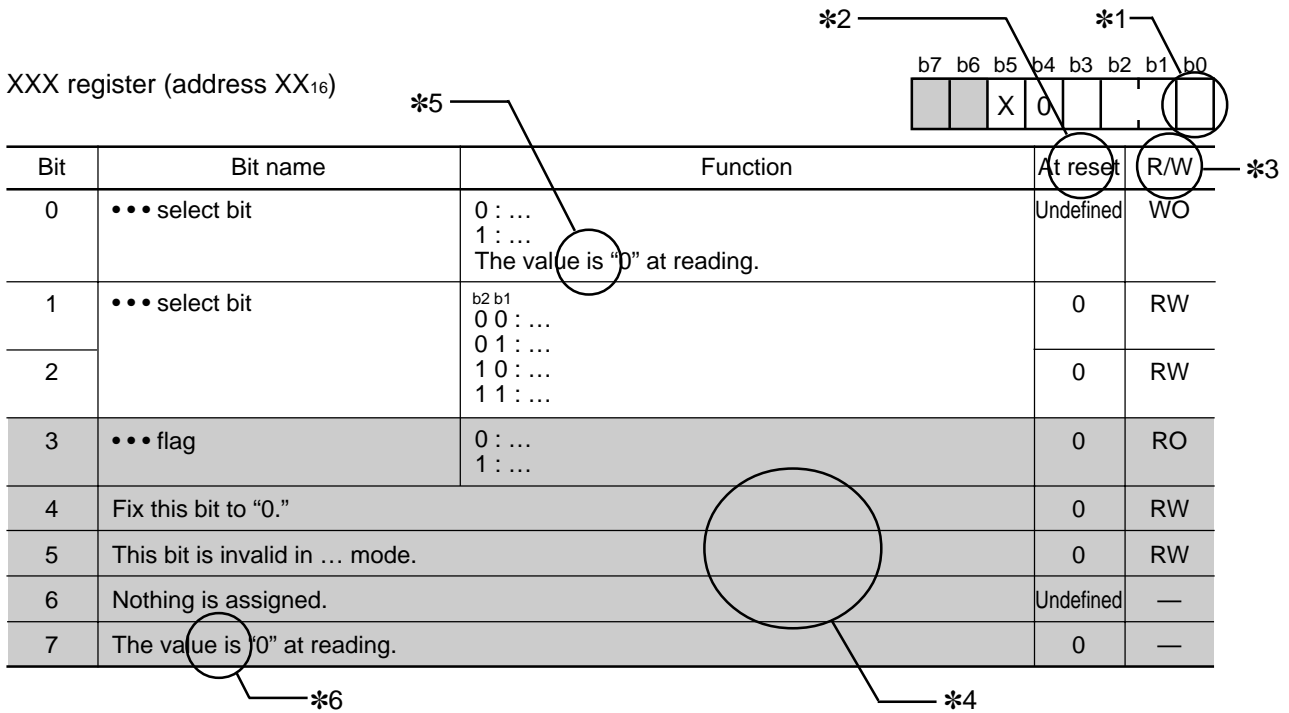 ✽2 ✽1
b7 b6 b5 b4 b3 b2 b1 b0
XXX register (address XX16)
✽5
X 0
Bit Bit name Function At reset R/W ✽3
0 ••• select bit 0 : … Undefined WO
1 : …
The value is “0” at reading.
1 ••• select bit b2 b1 0 RW
0 0 : …
0 1 : …
2 1 0 : … 0 RW
1 1 : …
3 ••• flag 0 : … 0 RO
1 : …
4 Fix this bit to “0.” 0 RW
5 This bit is invalid in … mode. 0 RW
6 Nothing is assigned. Undefined —
7 The value is “0” at reading. 0 —
✽6 ✽4